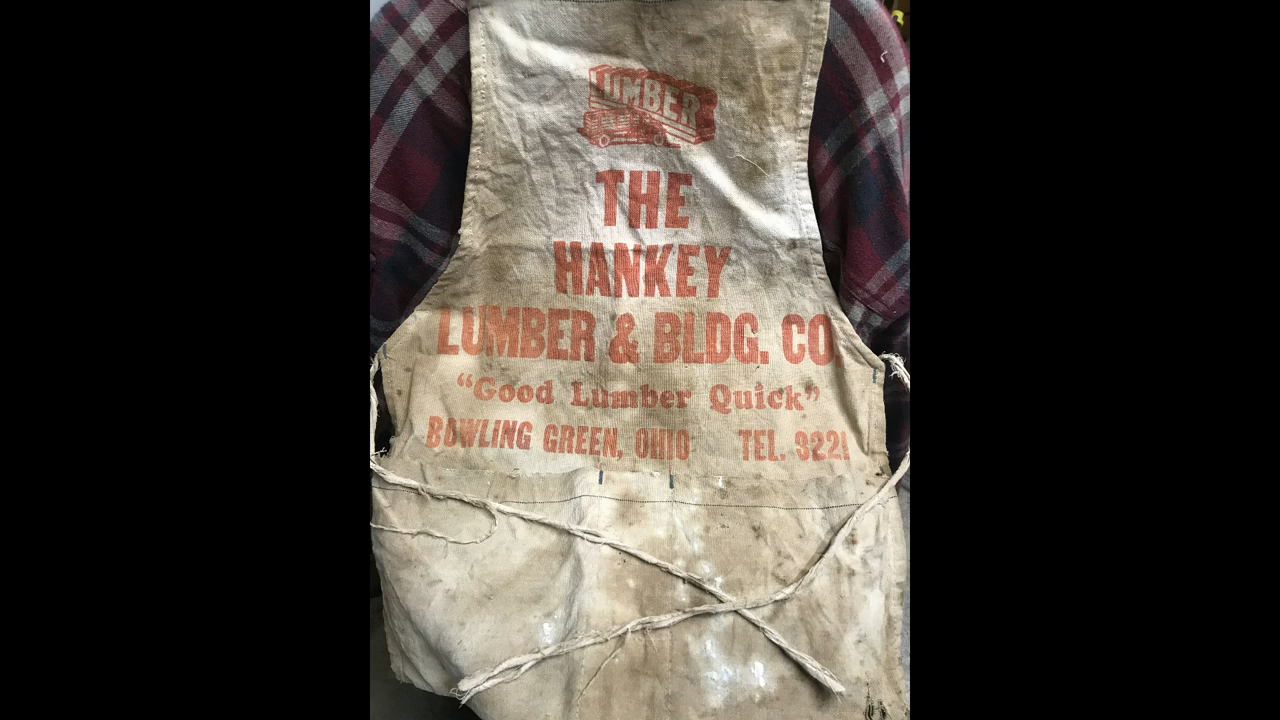 LUMBER
THE
HANKEY
LUMBER & BLDG. CO
“Good Lumber Quick”
BOWLING GREEN, OHIO TEL. 3221